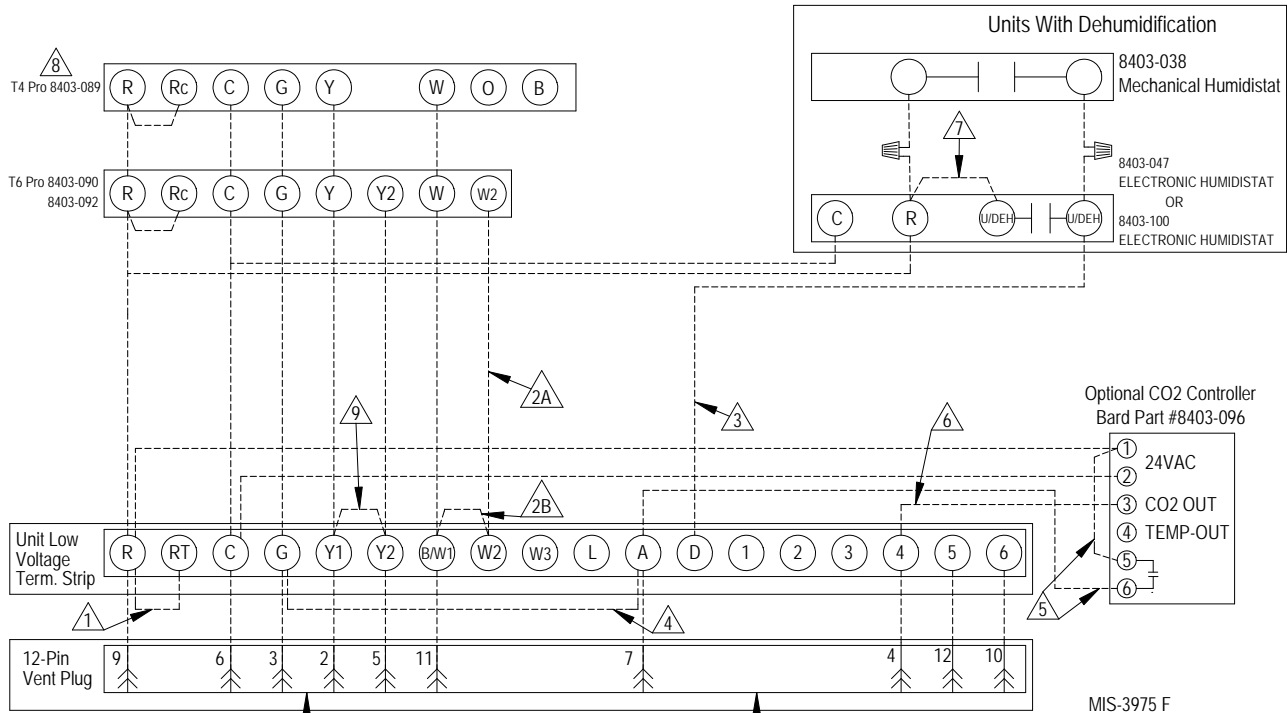 Units With Dehumidification
8403-038
Mechanical Humidistat
8
T4 Pro 8403-089
R Rc C G Y W O B
7
8403-047
ELECTRONIC HUMIDISTAT
OR
8403-100
ELECTRONIC HUMIDISTAT
T6 Pro 8403-090
8403-092
R Rc C G Y Y2 W W2
C R U/DEH U/DEH
2A
9
3
6
Optional CO2 Controller
Bard Part #8403-096
1
24VAC
2
3 CO2 OUT
4 TEMP-OUT
5
6
2B
5
Unit Low
Voltage
Term. Strip
R RT C G Y1 Y2 B/W1 W2 W3 L A D 1 2 3 4 5 6
1
4
12-Pin
Vent Plug
9 6 3 2 5 11 7 4 12 10
MIS-3975 F